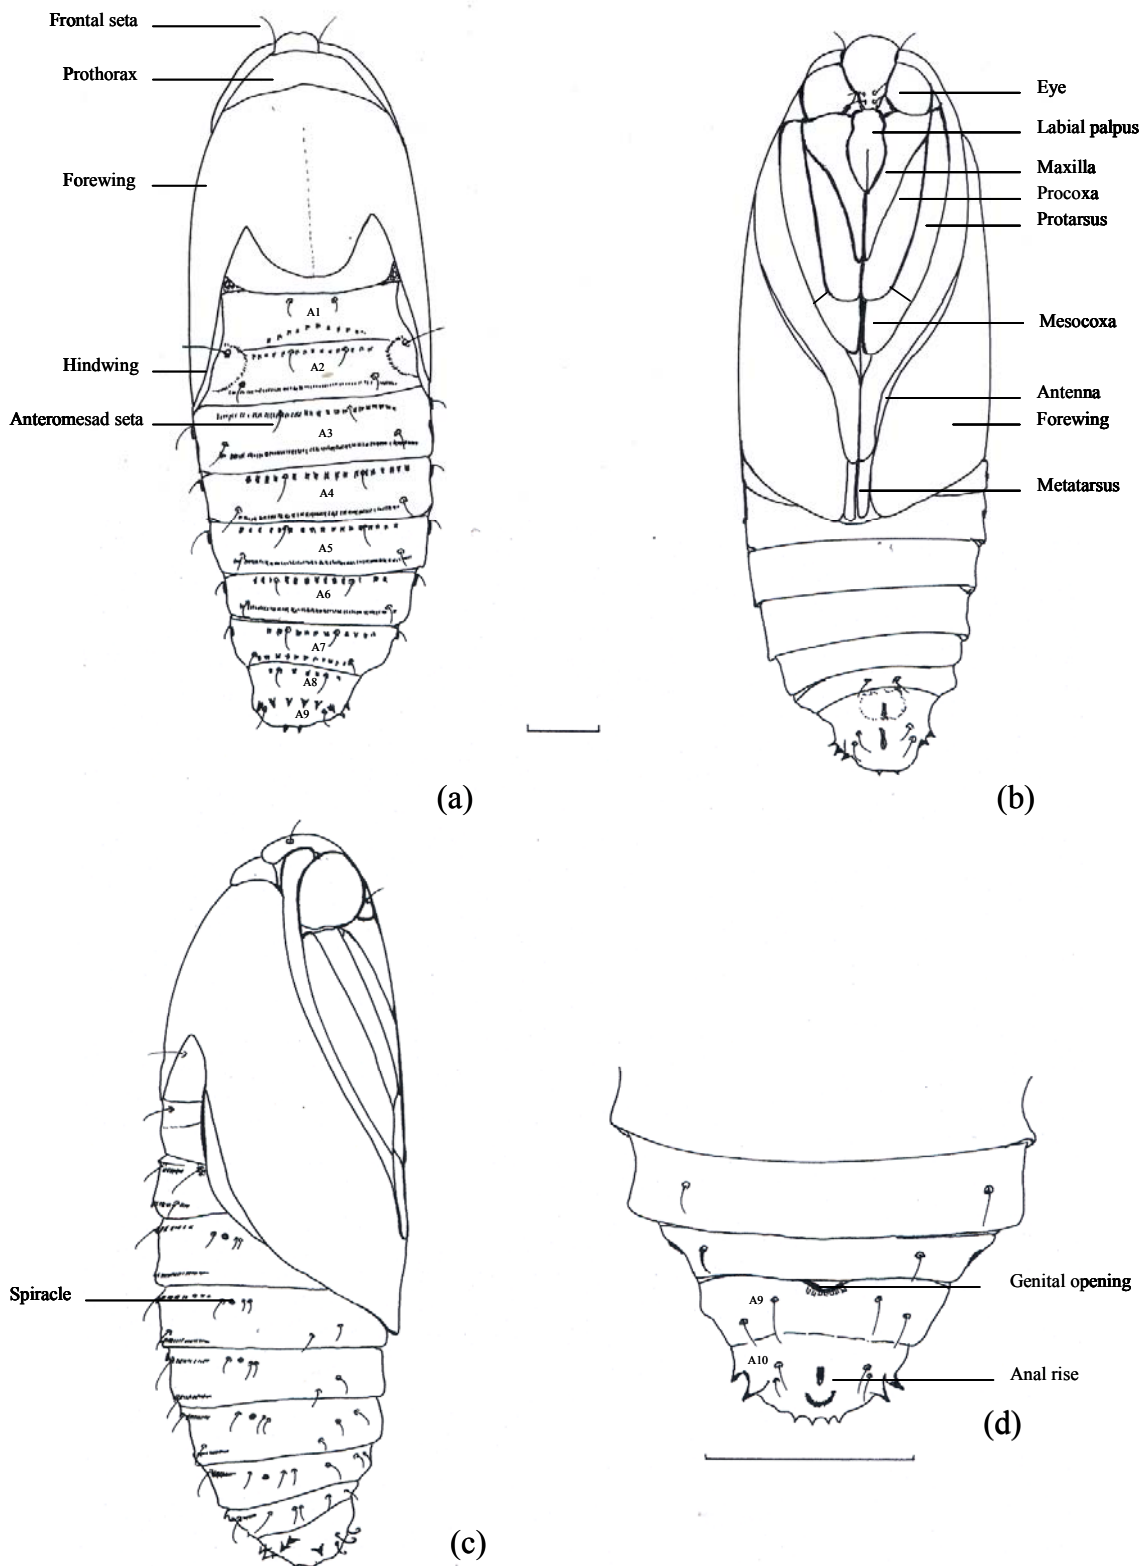 Frontal seta
Prothorax
Forewing
Hindwing
Anteromesad seta
A1
A2
A3
A4
A5
A6
A7
A8
A9
(a)
Eye
Labial palpus
Maxilla
Procoxa
Protarsus
Mesocoxa
Antenna
Forewing
Metatarsus
(b)
Spiracle
(c)
Genital opening
A9
A10
Anal rise
(d)